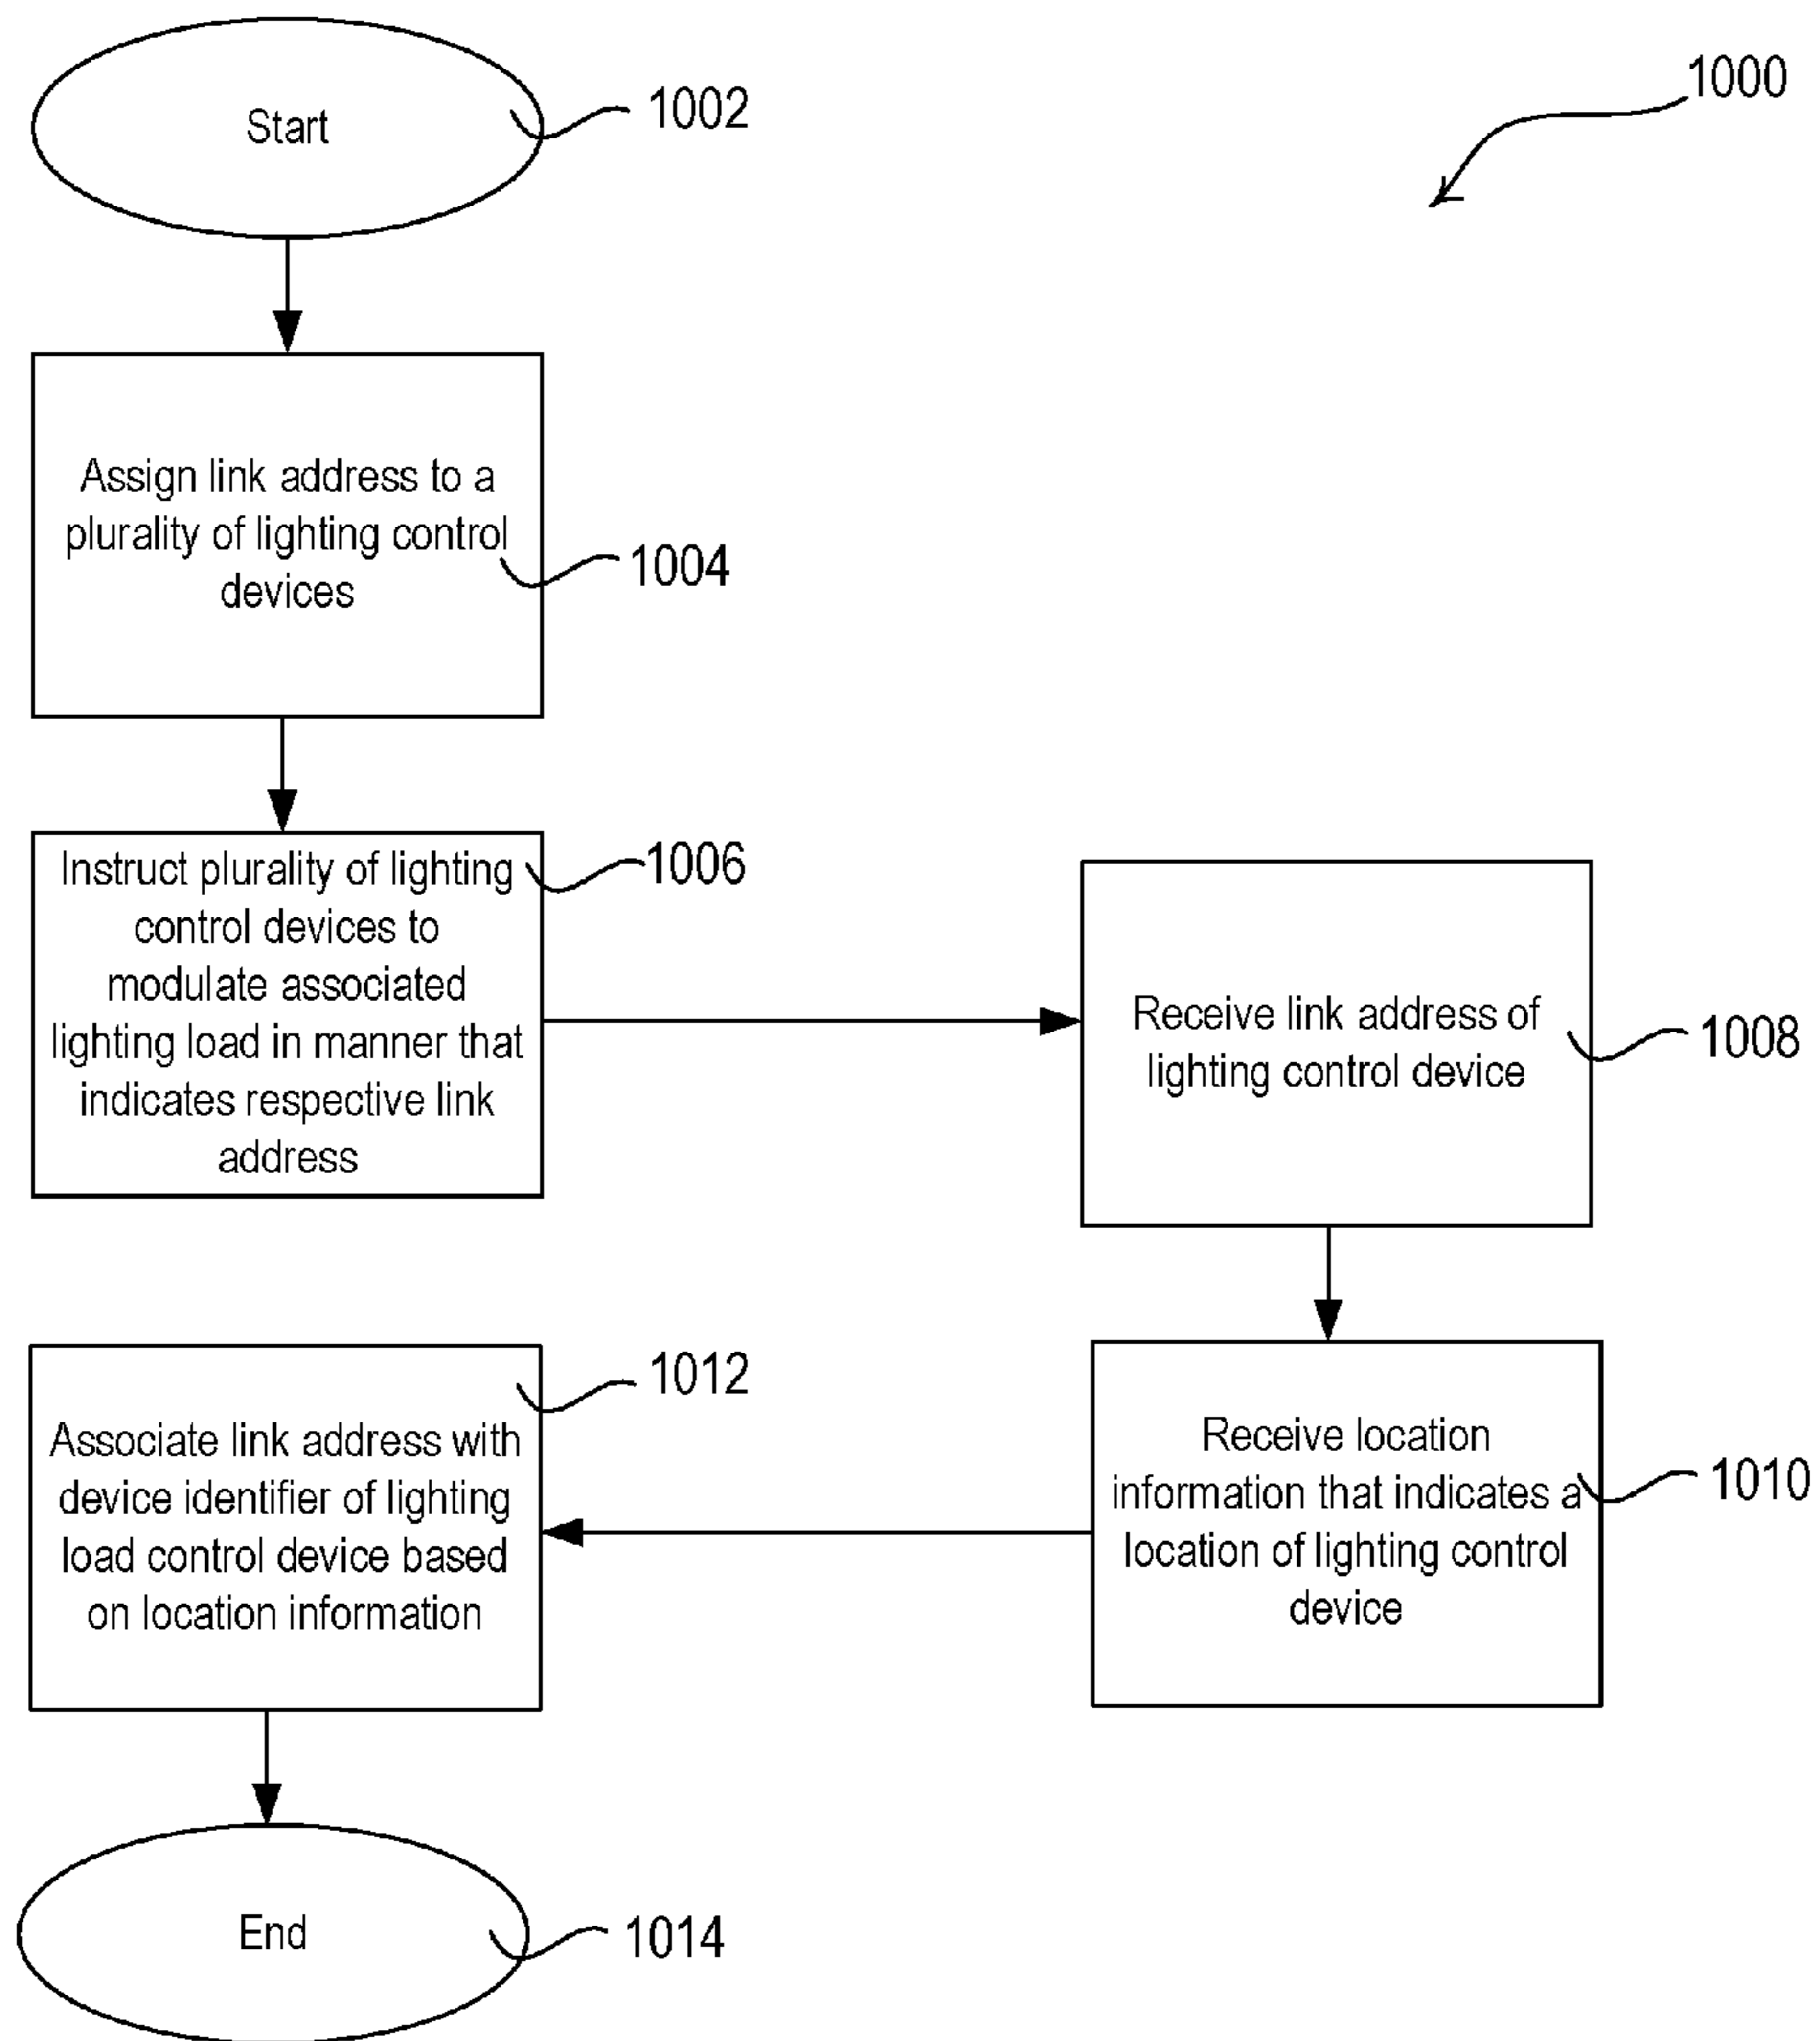 1000
Start
1002
Assign link address to a
plurality of lighting control
devices
1004
Instruct plurality of lighting
control devices to
modulate associated
lighting load in manner that
indicates respective link
address
1006
Receive link address of
lighting control device
1008
Receive location
information that indicates a
location of lighting control
device
1010
Associate link address with
device identifier of lighting
load control device based
on location information
1012
End
1014